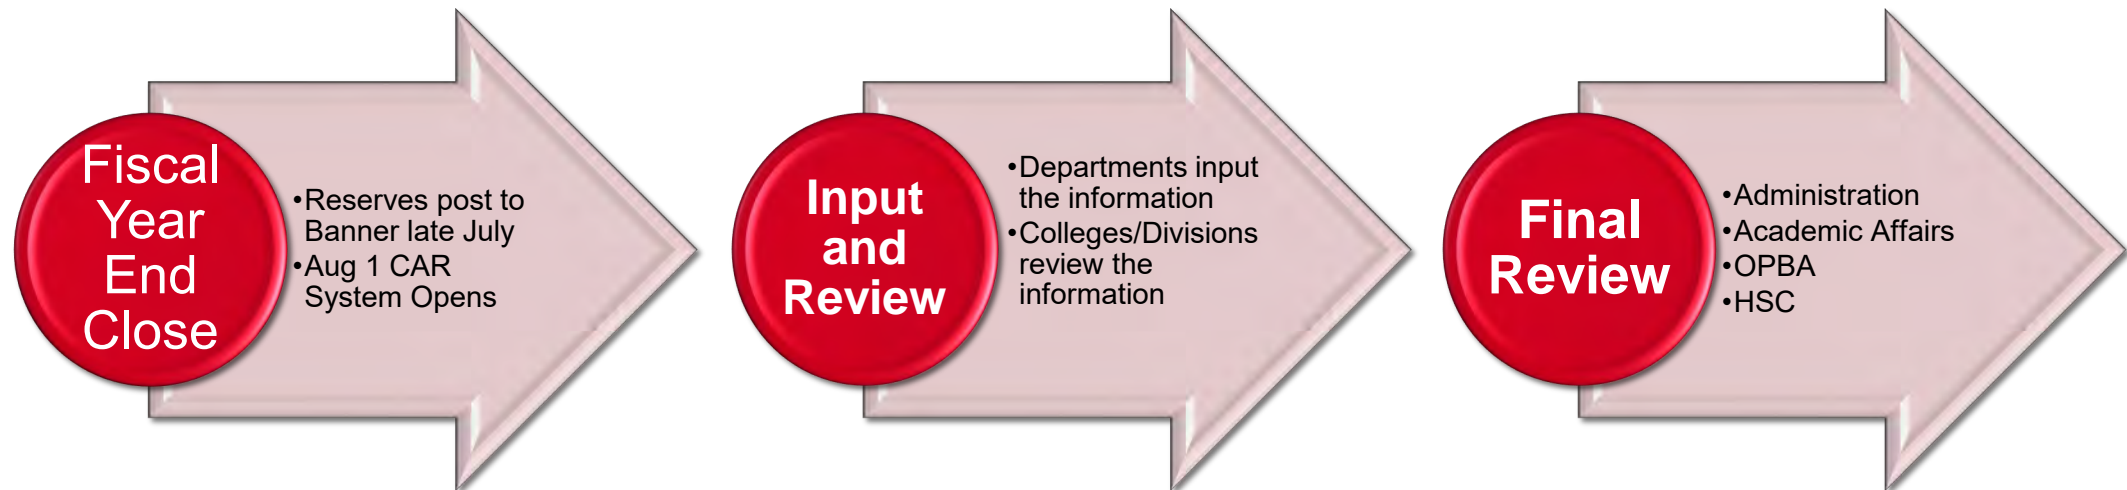 Fiscal
Year
End
Close
•Reserves post to
Banner late July
•Aug 1 CAR
System Opens
Input
and
Review
•Departments input
the information
•Colleges/Divisions
review the
information
Final
Review
•Administration
•Academic Affairs
•OPBA
•HSC